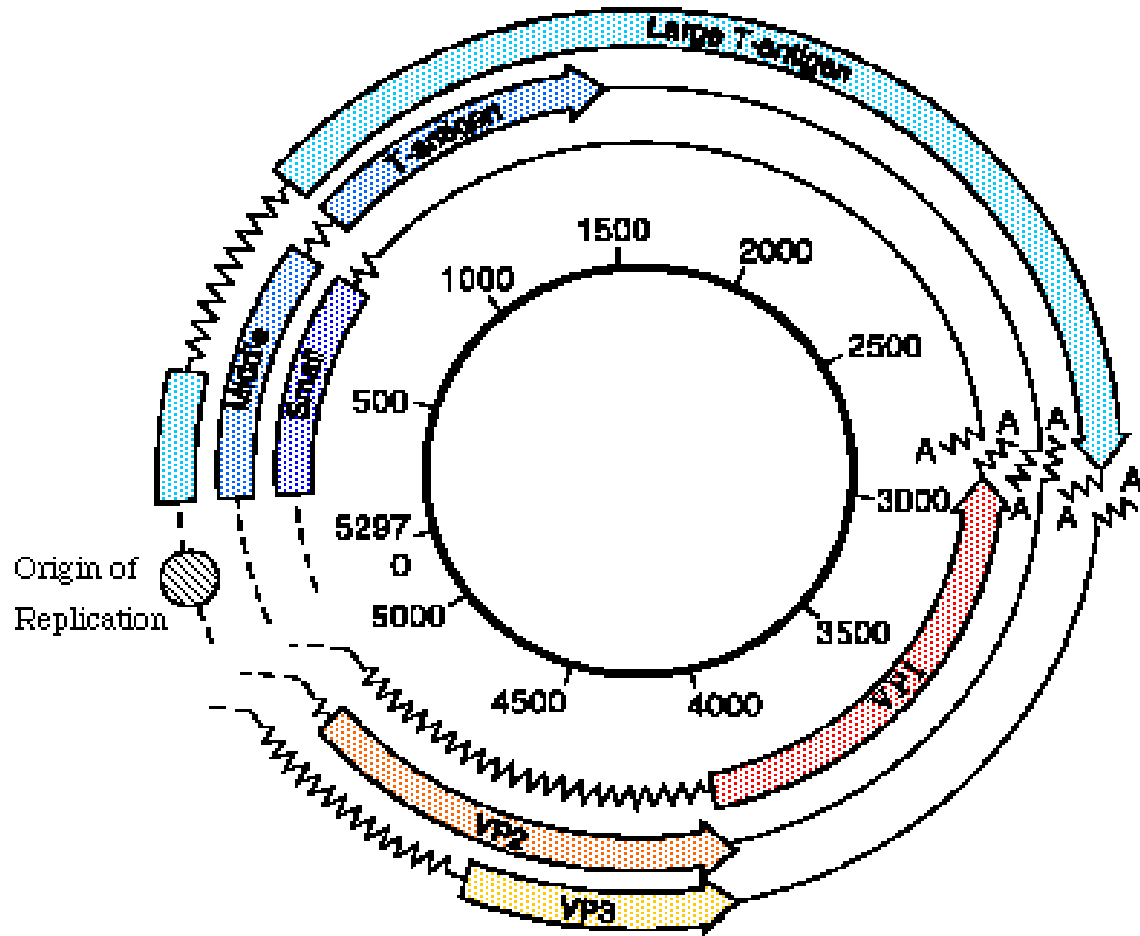 Large T-antigen
T-antigen
Middle
Small
1500
2000
1000
2500
500
A
A
A
A
3000
A
A
5297
0
Origin of
Replication
5000
3500
4500
4000
VP1
VP2
VP3